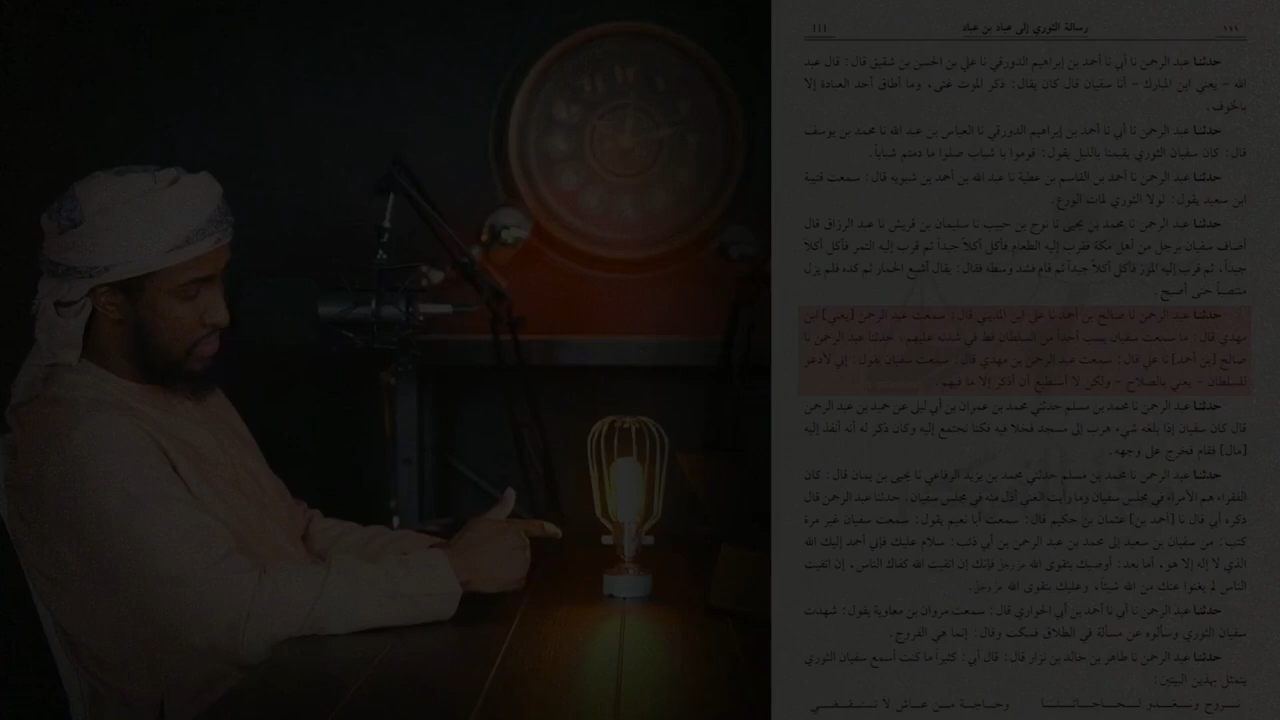 ١١٩ رسالة الثوري إلى عباد بن عباد 111
حدثنا عبد الرحمن نا أبي نا أحمد بن إبراهيم الدورقي نا علي بن الحسن بن شقيق قال: قال عبد
الله - يعني ابن المبارك - أنا سفيان قال كان يقال: ذكر الموت غنى، وما أطاق أحد العبادة إلا
بالخوف.
حدثنا عبد الرحمن نا أبي نا أحمد بن إبراهيم الدورقي نا العباس بن عبد الله نا محمد بن يوسف
قال: كان سفيان الثوري يقيمنا بالليل يقول: قوموا يا شباب صلوا ما دمتم شباباً.
حدثنا عبد الرحمن نا أحمد بن القاسم بن عطية نا عبد الله بن أحمد بن شبويه قال: سمعت قتيبة
ابن سعيد يقول: لولا الثوري لمات الورع.
حدثنا عبد الرحمن نا محمد بن يحيى نا نوح بن حبيب نا سليمان بن قريش نا عبد الرزاق قال
أضاف سفيان برجل من أهل مكة فقرب إليه الطعام فأكل أكلاً جيداً ثم قرب إليه التمر فأكل أكلاً
جيداً، ثم قرب إليه الموز فأكل أكلاً جيداً ثم قام فشد وسطه فقال: يقال أشبع الحمار ثم كده فلم يزل
منتصباً حتى أصبح.
حدثنا عبد الرحمن نا صالح بن أحمد نا علي ابن المديني قال: سمعت عبد الرحمن [يعني] ابن
مهدي قال: ما سمعت سفيان يسب أحداً من السلطان قط في شدته عليهم. حدثنا عبد الرحمن نا
صالح [بن أحمد] نا علي قال: سمعت عبد الرحمن بن مهدي قال: سمعت سفيان يقول: إني لأدعو
للسلطان - يعني بالصلاح - ولكن لا أستطيع أن أذكر إلا ما فيهم.
حدثنا عبد الرحمن نا محمد بن مسلم حدثني محمد بن عمران بن أبي ليلى عن حميد بن عبد الرحمن
قال كان سفيان إذا بلغه شيء هرب إلى مسجد فخلا فيه فكنا نجتمع إليه وكان ذكر له أنه أنفذ إليه
[مال] فقام فخرج على وجهه.
حدثنا عبد الرحمن نا محمد بن مسلم حدثني محمد بن يزيد الرفاعي نا يحيى بن يمان قال: كان
الفقراء هم الأمراء في مجلس سفيان وما رأيت الغني أذل منه في مجلس سفيان. حدثنا عبد الرحمن قال
ذكره أبي قال نا [أحمد بن] عثمان بن حكيم قال: سمعت أبا نعيم يقول: سمعت سفيان غير مرة
كتب: من سفيان بن سعيد إلى محمد بن عبد الرحمن بن أبي ذئب: سلام عليك فإني أحمد إليك الله
الذي لا إله إلا هو، أما بعد: أوصيك بتقوى الله عز وجل فإنك إن اتقيت الله كفاك الناس، إن اتقيت
الناس لم يغنوا عنك من الله شيئاً، وعليك بتقوى الله عز وجل.
حدثنا عبد الرحمن نا أبي نا أحمد بن أبي الحواري قال: سمعت مروان بن معاوية يقول: شهدت
سفيان الثوري وسألوه عن مسألة في الطلاق فسكت وقال: إنما هي الفروج.
حدثنا عبد الرحمن نا طاهر بن خالد بن نزار قال: قال أبي: كثيراً ما كنت أسمع سفيان الثوري
يتمثل بهذين البيتين:
نروح ونغدو لحاجاتنا وحاجة من عاش لا تنقضي